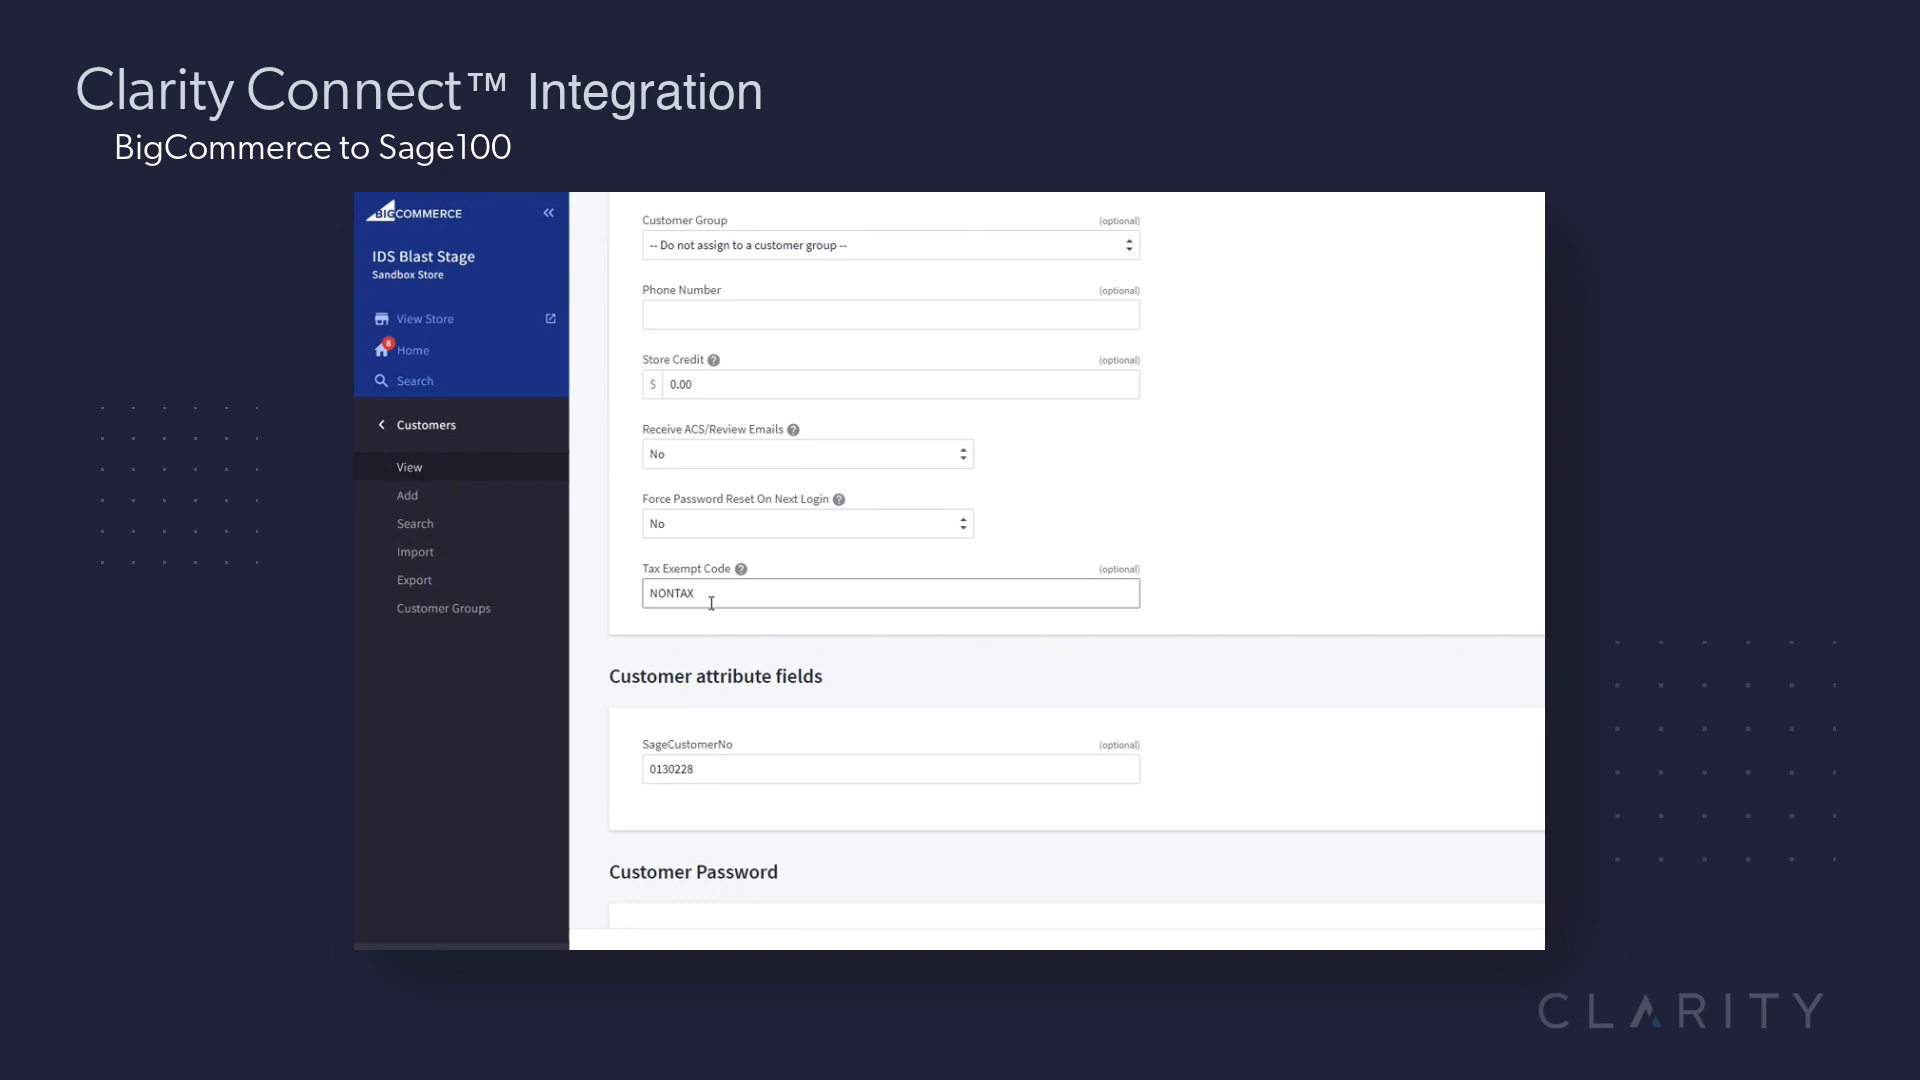 Clarity Connect™ Integration
BigCommerce to Sage100
BIGCOMMERCE
«
IDS Blast Stage
Sandbox Store
View Store
8
Home
Search
Customers
View
Add
Search
Import
Export
Customer Groups
Customer Group (optional)
-- Do not assign to a customer group --
Phone Number (optional)
Store Credit ? (optional)
$ 0.00
Receive ACS/Review Emails ?
No
Force Password Reset On Next Login ?
No
Tax Exempt Code ? (optional)
NONTAX
Customer attribute fields
SageCustomerNo (optional)
0130228
Customer Password
CLARITY